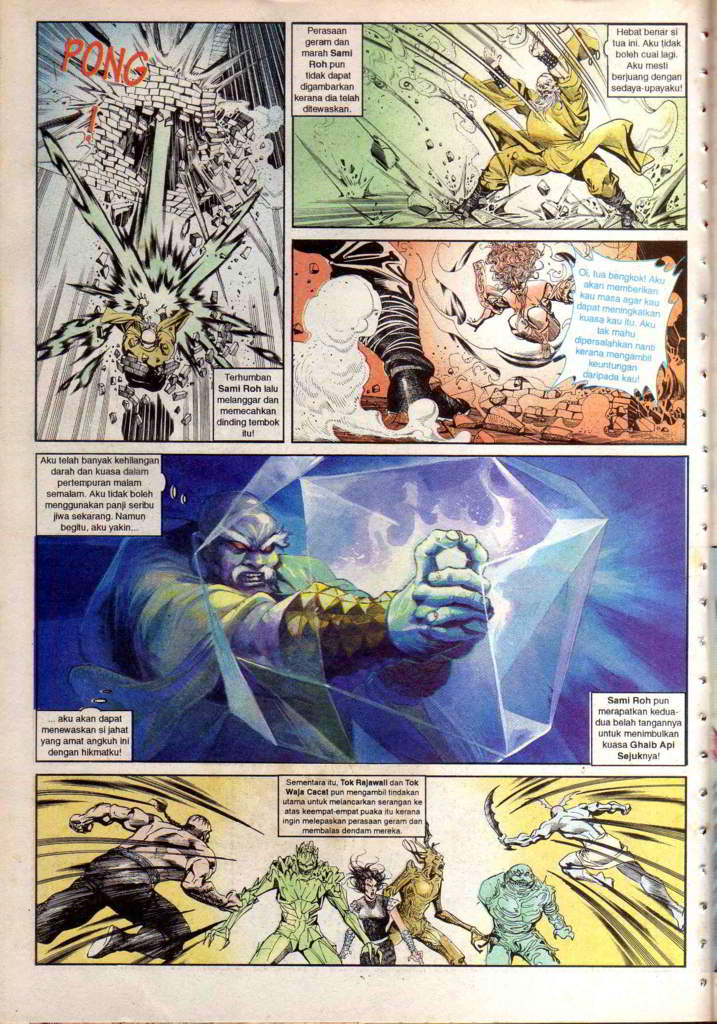 PONG
!
Terhumban
Sami Roh lalu
melanggar dan
memecahkan
dinding tembok
itu!
Perasaan
geram dan
marah Sami
Roh pun
tidak dapat
digambarkan
kerana dia telah
ditewaskan.
Hebat benar si
tua ini. Aku tidak
boleh cuai lagi.
Aku mesti
berjuang dengan
sedaya-upayaku!
Oi, tua bengkok! Aku
akan memberikan
kau masa agar kau
dapat meningkalkan
kuasa kau itu. Aku
tak mahu
dipersalahkan nanti
kerana mengambil
keuntungan
daripada kau!
Aku telah banyak kehilangan
darah dan kuasa dalam
pertempuran malam
semalam. Aku tidak boleh
menggunakan panji seribu
jiwa sekarang. Namun
begitu, aku yakin...
... aku akan dapat
menewaskan si jahat
yang amat angkuh ini
dengan hikmatku!
Sami Roh pun
merapatkan kedua-
dua belah tangannya
untuk menimbulkan
kuasa Ghaib Api
Sejuknya!
Sementara itu, Tok Rajawali dan Tok
Waja Cacat pun mengambil tindakan
utama untuk melancarkan serangan ke
atas keempat-empat puaka itu kerana
ingin melepaskan perasaan geram dan
membalas dendam mereka.